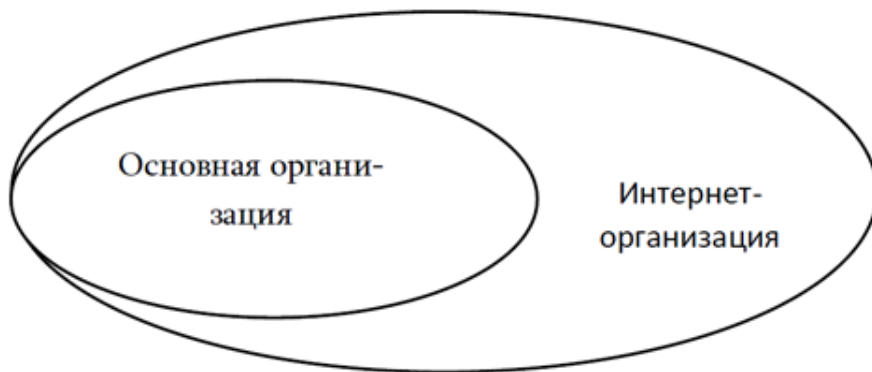 Основная органи-
зация
Интернет-
организация